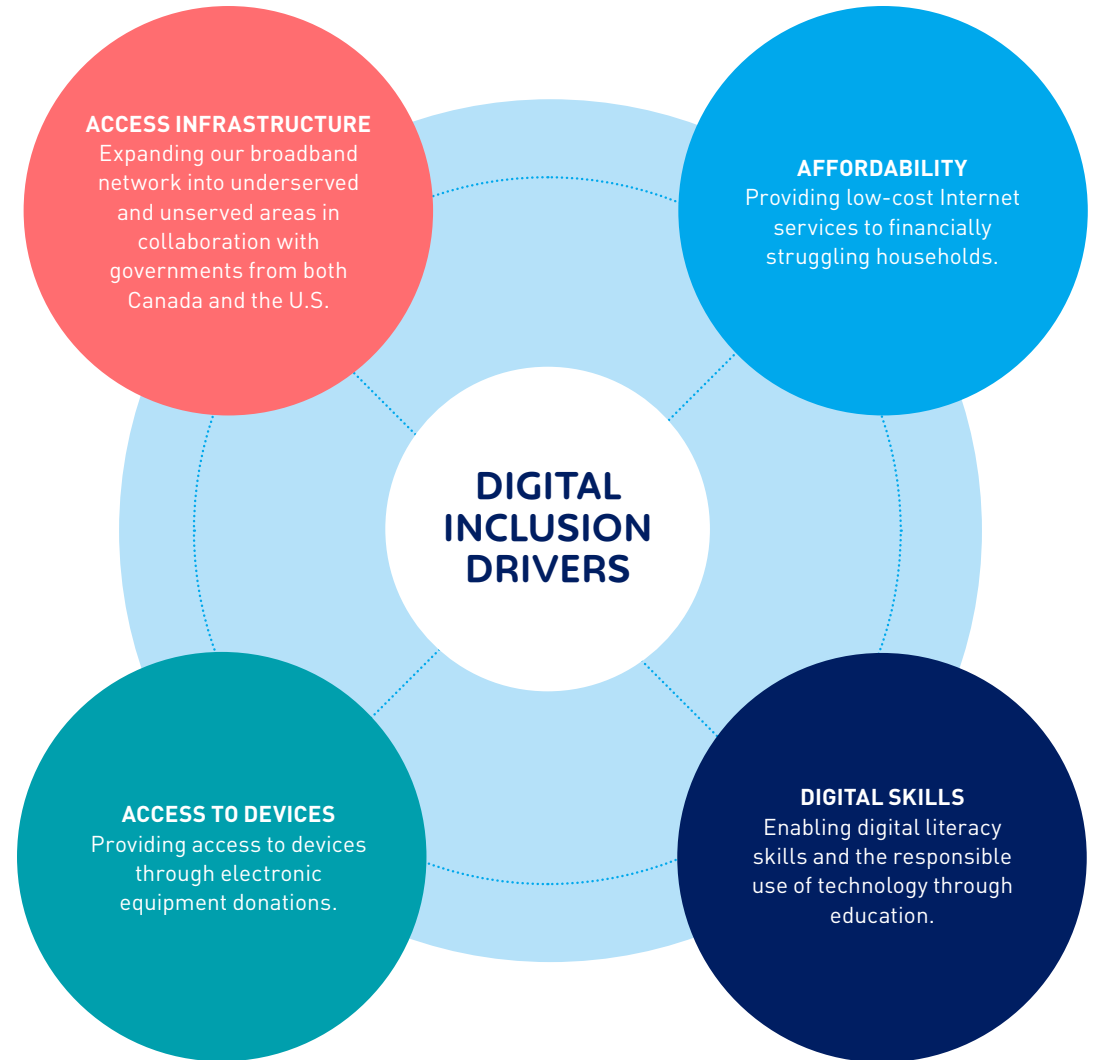 ACCESS INFRASTRUCTURE
Expanding our broadband
network into underserved
and unserved areas in
collaboration with
governments from both
Canada and the U.S.
AFFORDABILITY
Providing low-cost Internet
services to financially
struggling households.
DIGITAL
INCLUSION
DRIVERS
ACCESS TO DEVICES
Providing access to devices
through electronic
equipment donations.
DIGITAL SKILLS
Enabling digital literacy
skills and the responsible
use of technology through
education.